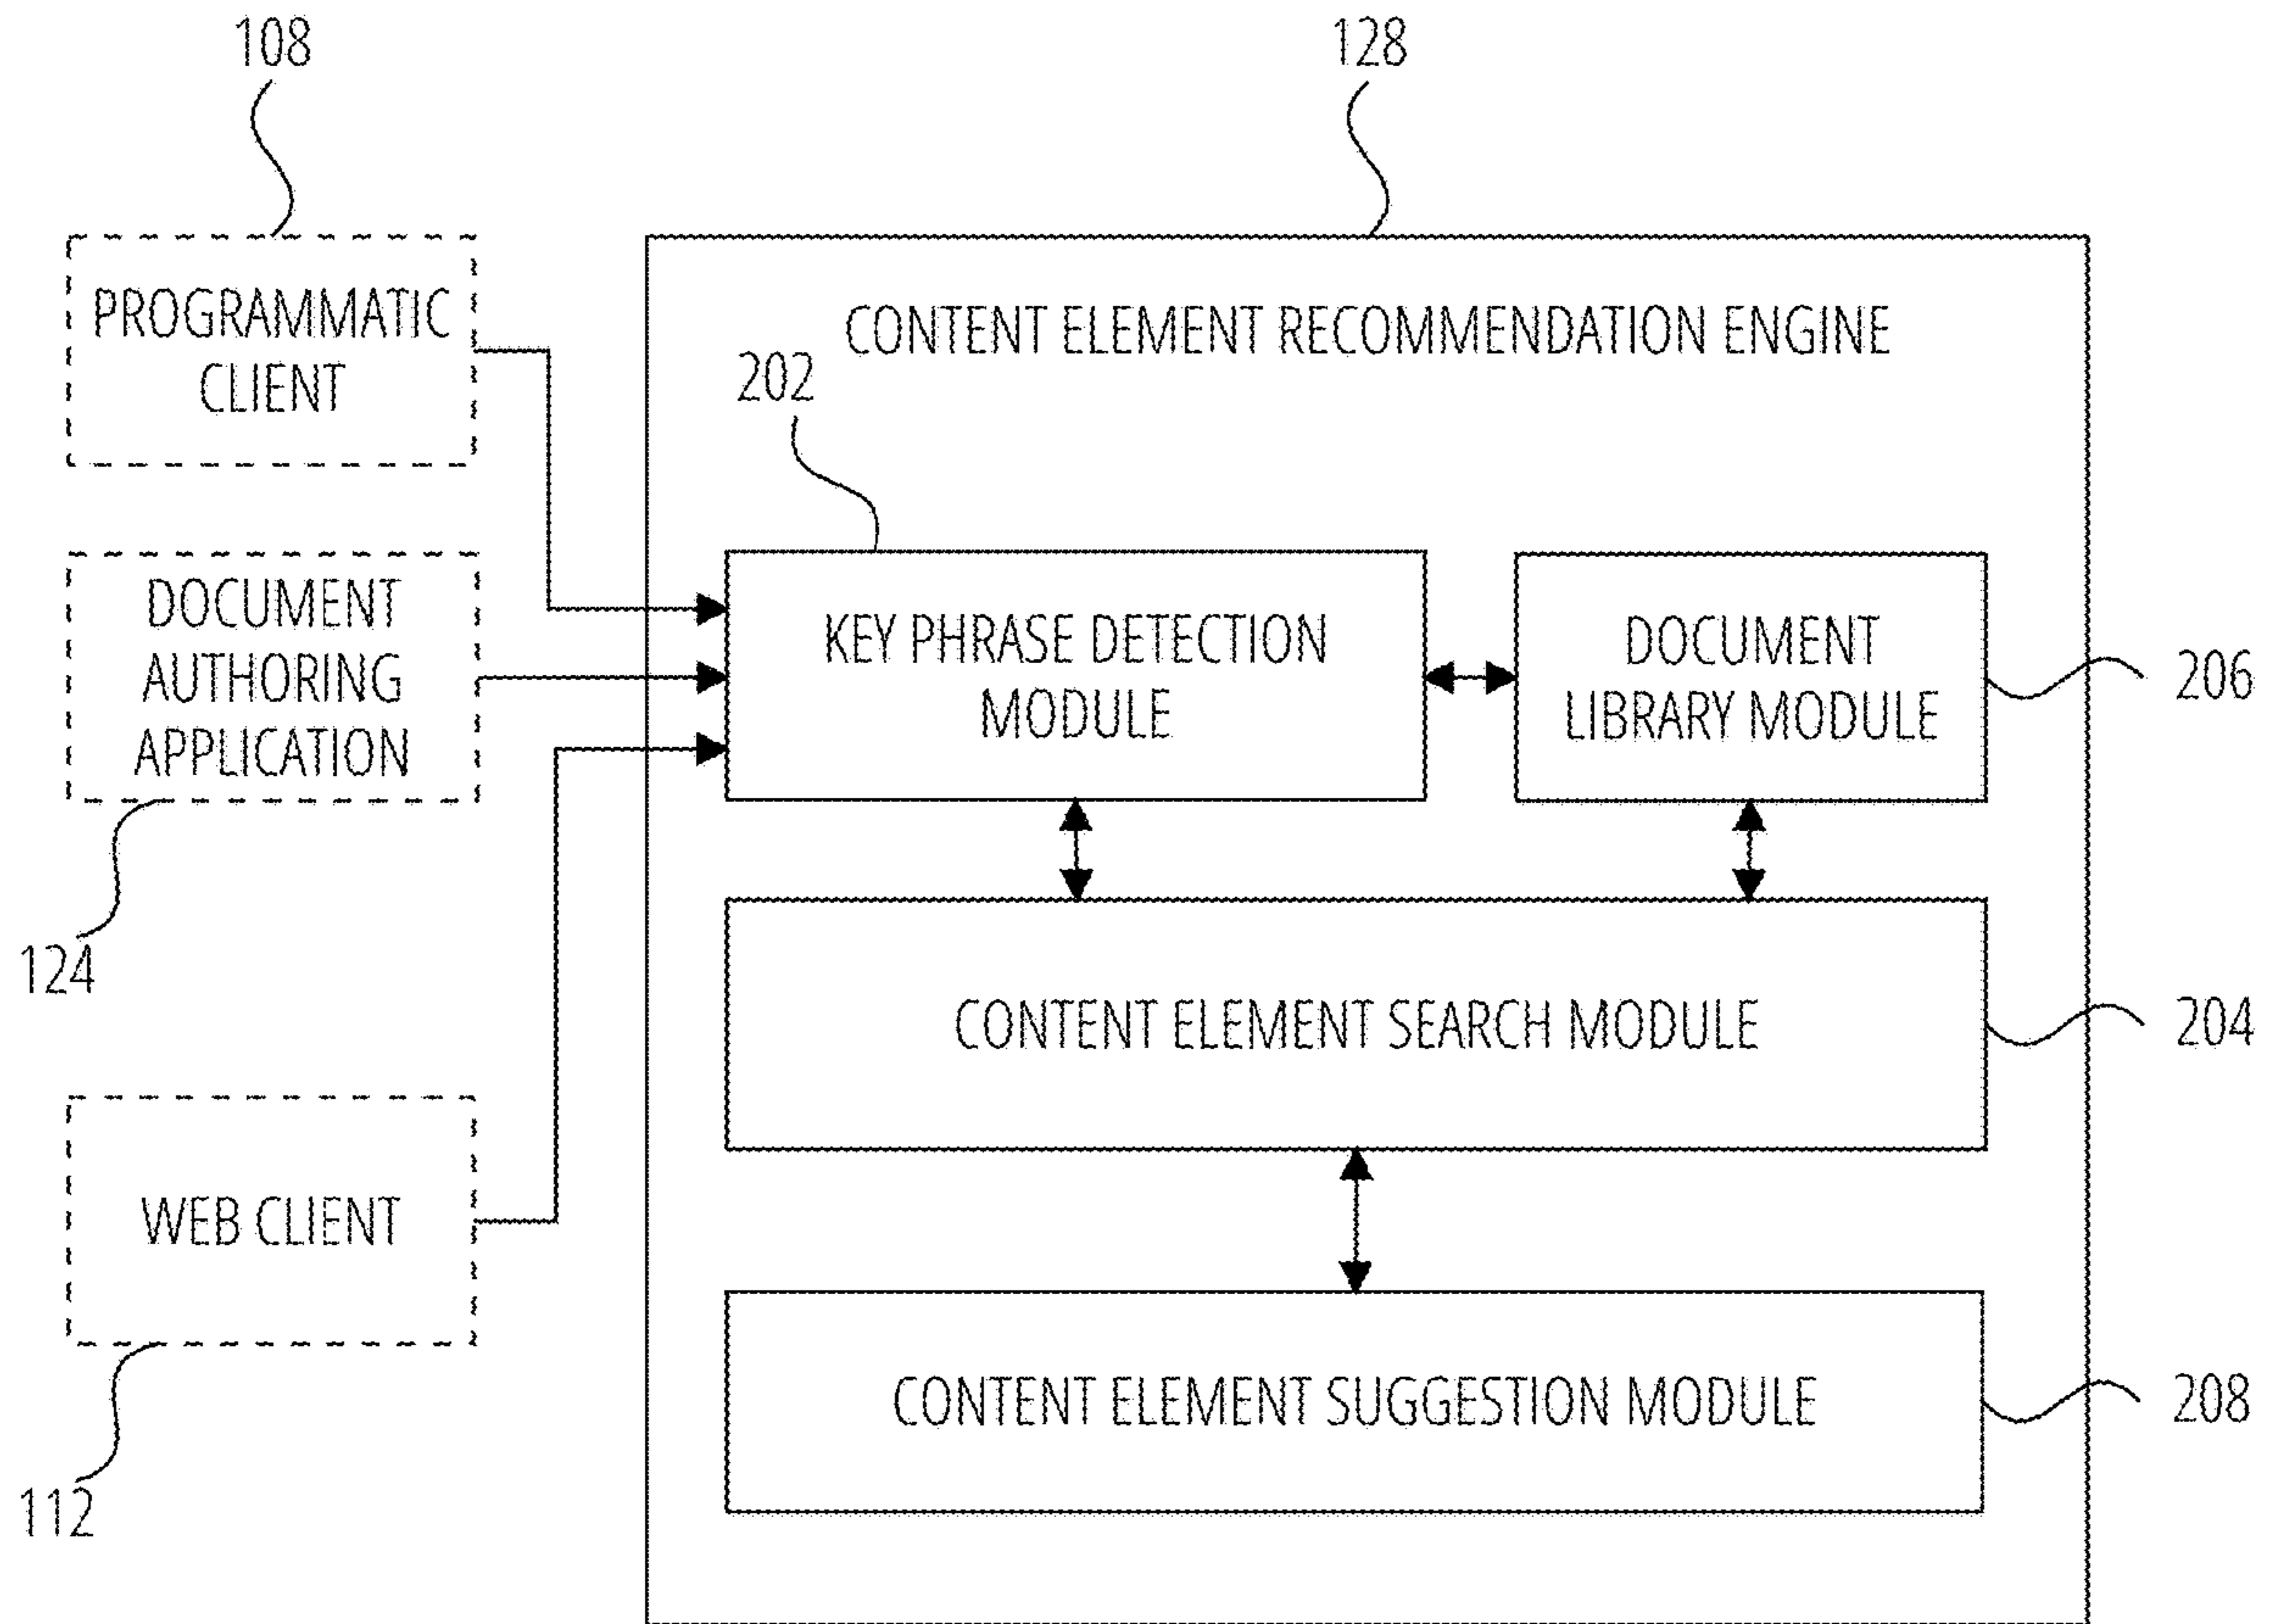 108
128
PROGRAMMATIC
CLIENT
CONTENT ELEMENT RECOMMENDATION ENGINE
202
DOCUMENT
AUTHORING
APPLICATION
KEY PHRASE DETECTION
MODULE
DOCUMENT
LIBRARY MODULE
206
124
CONTENT ELEMENT SEARCH MODULE
204
WEB CLIENT
112
CONTENT ELEMENT SUGGESTION MODULE
208